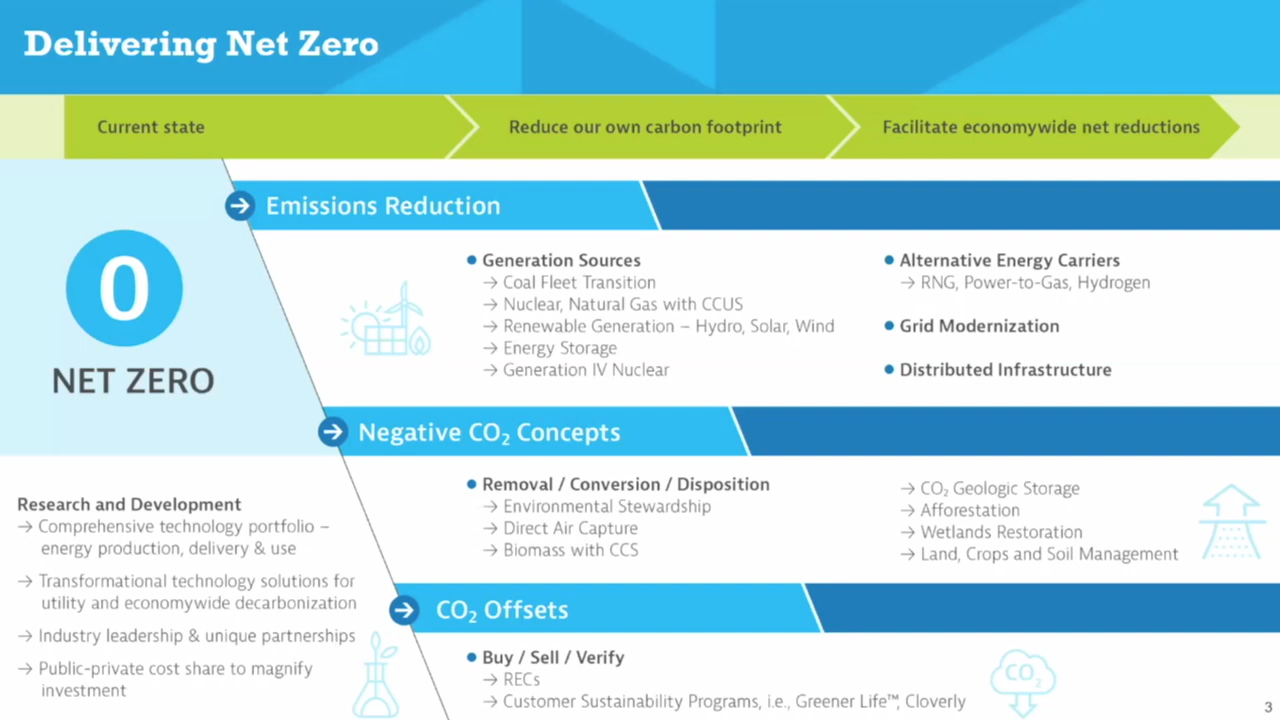 Delivering Net Zero
Current state
Reduce our own carbon footprint
Facilitate economywide net reductions
0
NET ZERO
Emissions Reduction
• Generation Sources
→ Coal Fleet Transition
→ Nuclear, Natural Gas with CCUS
→ Renewable Generation – Hydro, Solar, Wind
→ Energy Storage
→ Generation IV Nuclear
• Alternative Energy Carriers
→ RNG, Power-to-Gas, Hydrogen
• Grid Modernization
• Distributed Infrastructure
Negative CO₂ Concepts
• Removal / Conversion / Disposition
→ Environmental Stewardship
→ Direct Air Capture
→ Biomass with CCS
→ CO₂ Geologic Storage
→ Afforestation
→ Wetlands Restoration
→ Land, Crops and Soil Management
CO₂ Offsets
• Buy / Sell / Verify
→ RECs
→ Customer Sustainability Programs, i.e., Greener Life™, Cloverly
CO₂
Research and Development
→ Comprehensive technology portfolio –
energy production, delivery & use
→ Transformational technology solutions for
utility and economywide decarbonization
→ Industry leadership & unique partnerships
→ Public-private cost share to magnify
investment
3